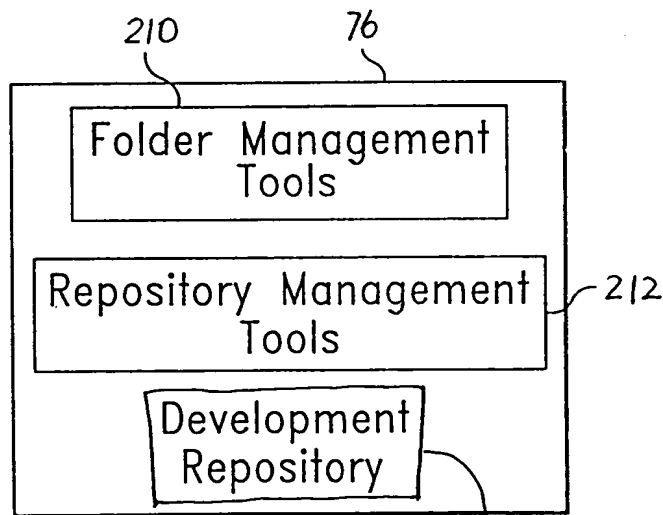 210
76
Folder Management
Tools
Repository Management
Tools
212
Development
Repository